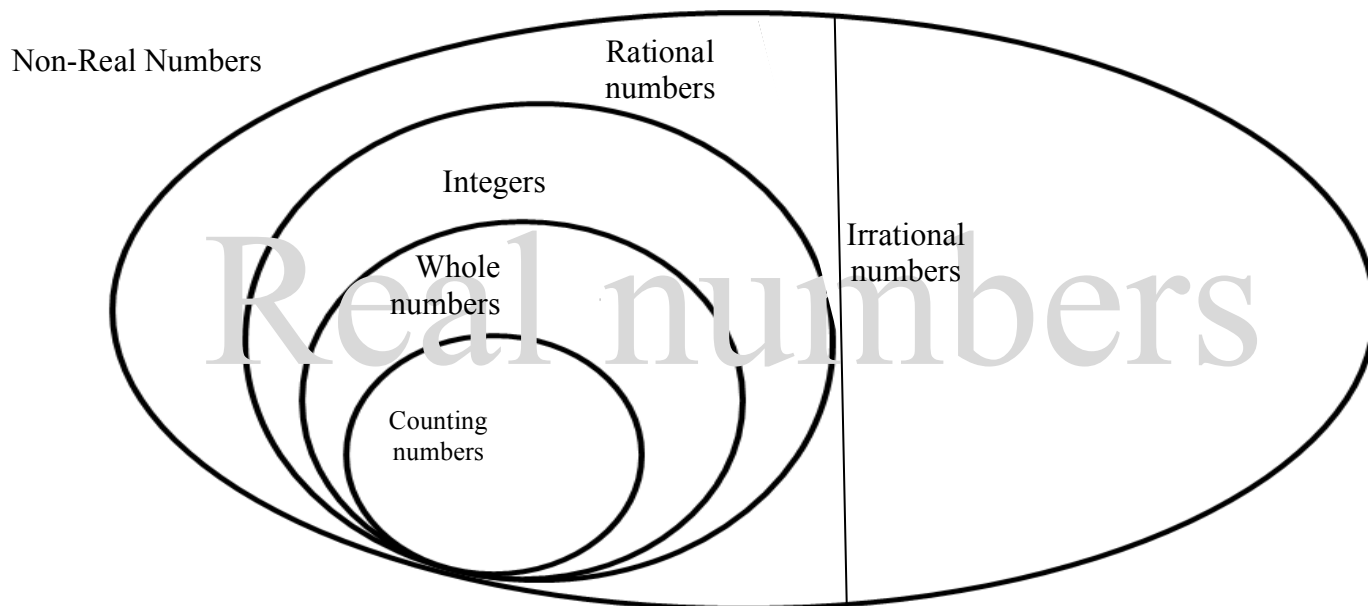 Non-Real Numbers
Rational
numbers
Integers
Whole
numbers
Irrational
numbers
Real numbers
Counting
numbers